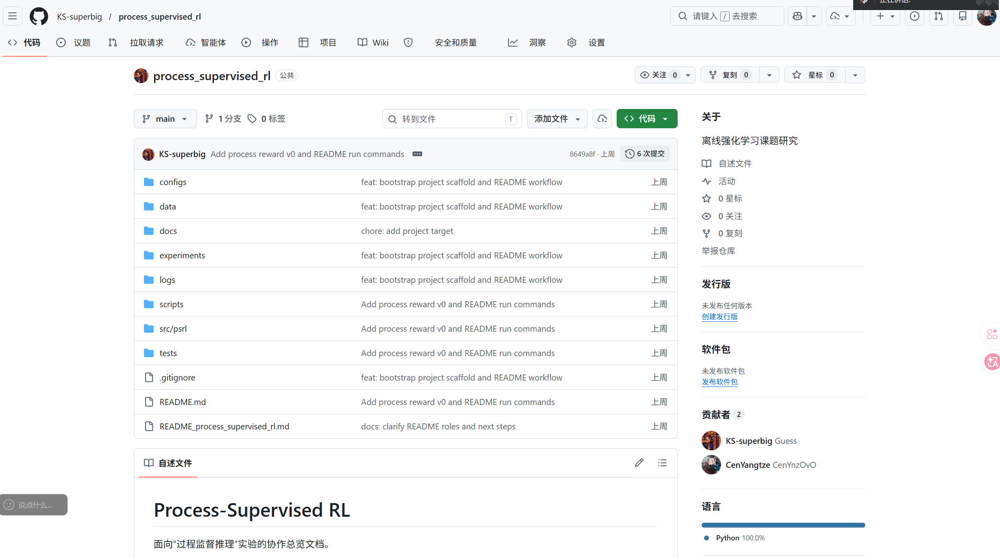 正在讲话:
KS-superbig / process_supervised_rl
请键入 / 去搜索
代码 议题 拉取请求 智能体 操作 项目 Wiki 安全和质量 洞察 设置
process_supervised_rl 公共
关注 0 复刻 0 星标 0
main 1 分支 0 标签
转到文件 T 添加文件 代码
KS-superbig Add process reward v0 and README run commands 8649a8f · 上周 6 次提交
configs feat: bootstrap project scaffold and README workflow 上周
data feat: bootstrap project scaffold and README workflow 上周
docs chore: add project target 上周
experiments feat: bootstrap project scaffold and README workflow 上周
logs feat: bootstrap project scaffold and README workflow 上周
scripts Add process reward v0 and README run commands 上周
src/psrl Add process reward v0 and README run commands 上周
tests Add process reward v0 and README run commands 上周
.gitignore feat: bootstrap project scaffold and README workflow 上周
README.md Add process reward v0 and README run commands 上周
README_process_supervised_rl.md docs: clarify README roles and next steps 上周
自述文件
Process-Supervised RL
面向“过程监督推理”实验的协作总览文档。
关于
离线强化学习课题研究
自述文件
活动
0 星标
0 关注
0 复刻
举报仓库
发行版
未发布任何版本
创建发行版
软件包
未发布软件包
发布软件包
贡献者 2
KS-superbig Guess
CenYangtze CenYnzOvO
语言
Python 100.0%
说点什么...